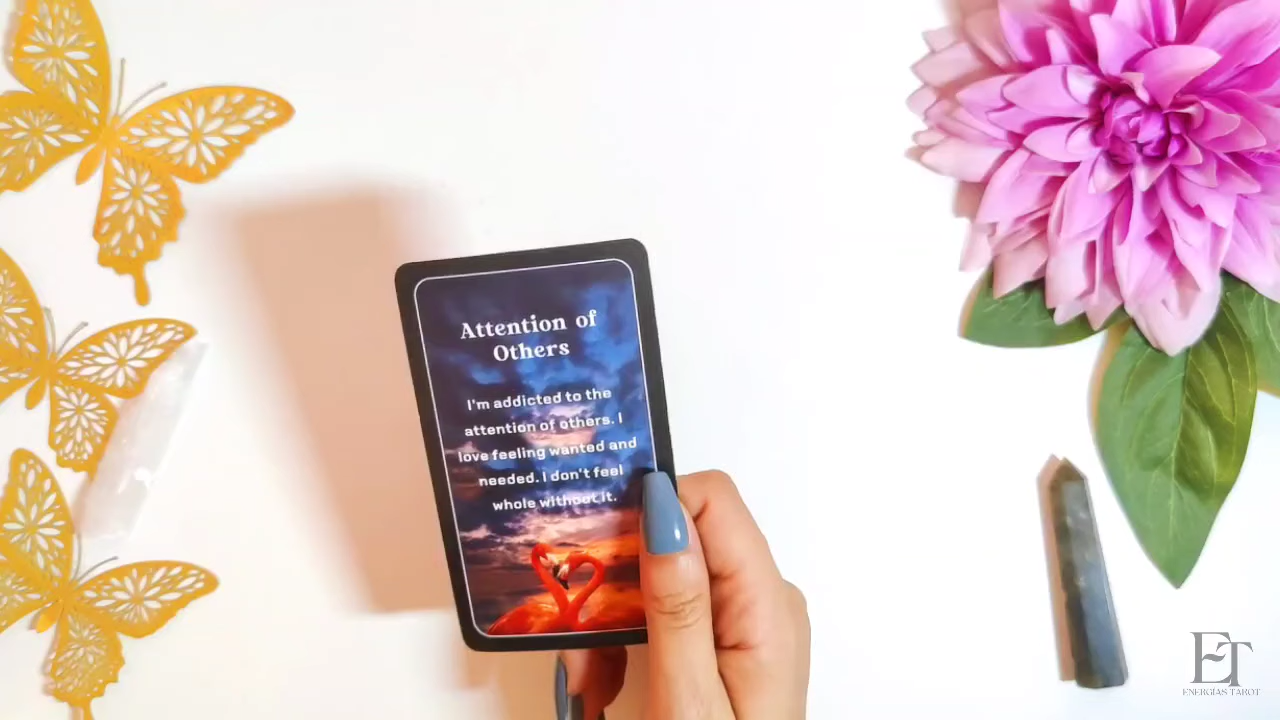 Attention of
Others
I'm addicted to the
attention of others. I
love feeling wanted and
needed. I don't feel
whole without it.
ET
ENERGÍAS TAROT